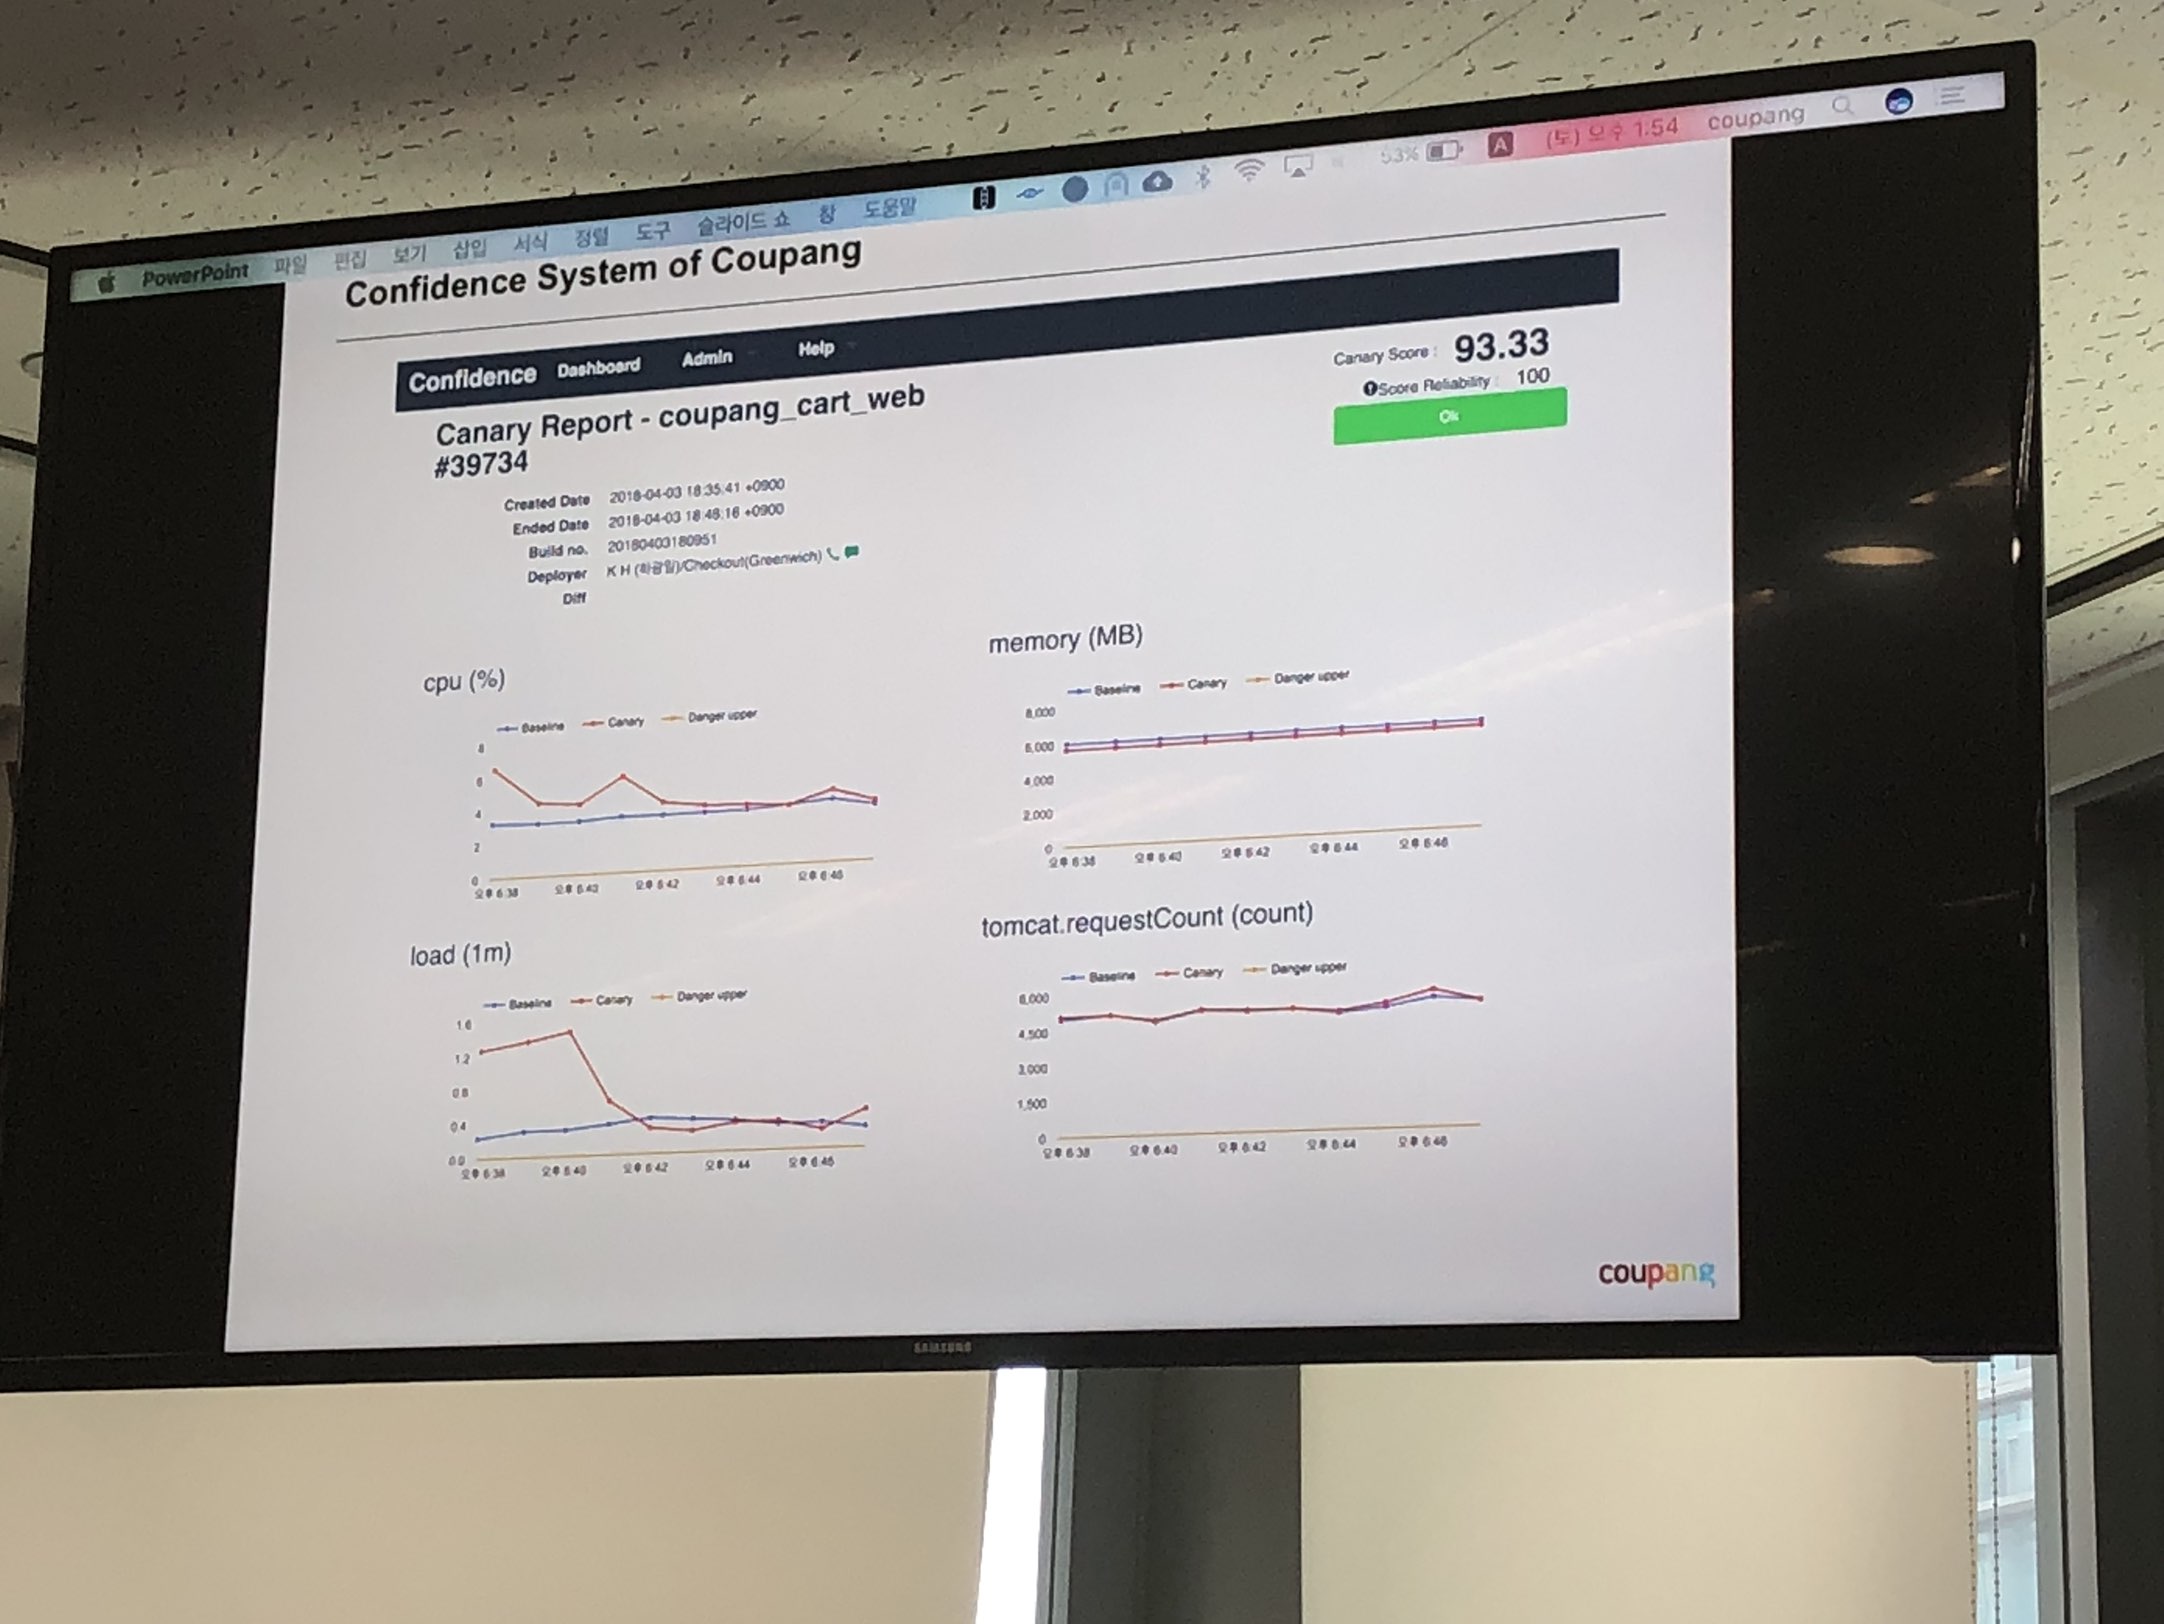 PowerPoint 파일 편집 보기 삽입 서식 정렬 도구 슬라이드 쇼 창 도움말 53% A (토) 오후 1:54 coupang
Confidence System of Coupang
Confidence Dashboard Admin Help
Canary Score : 93.33
Score Reliability : 100
Ok
Canary Report - coupang_cart_web
#39734
Created Date 2018-04-03 18:35:41 +0900
Ended Date 2018-04-03 18:48:16 +0900
Build no. 20180403180951
Deployer K H /Checkout(Greenwich)
Diff
cpu (%)
Baseline Canary Danger upper
8
6
4
2
0
오후 6:38 오후 6:40 오후 6:42 오후 6:44 오후 6:46
memory (MB)
Baseline Canary Danger upper
8,000
6,000
4,000
2,000
0
오후 6:38 오후 6:40 오후 6:42 오후 6:44 오후 6:46
load (1m)
Baseline Canary Danger upper
1.6
1.2
0.8
0.4
0.0
오후 6:38 오후 6:40 오후 6:42 오후 6:44 오후 6:46
tomcat.requestCount (count)
Baseline Canary Danger upper
6,000
4,500
3,000
1,500
0
오후 6:38 오후 6:40 오후 6:42 오후 6:44 오후 6:46
coupang
SAMSUNG